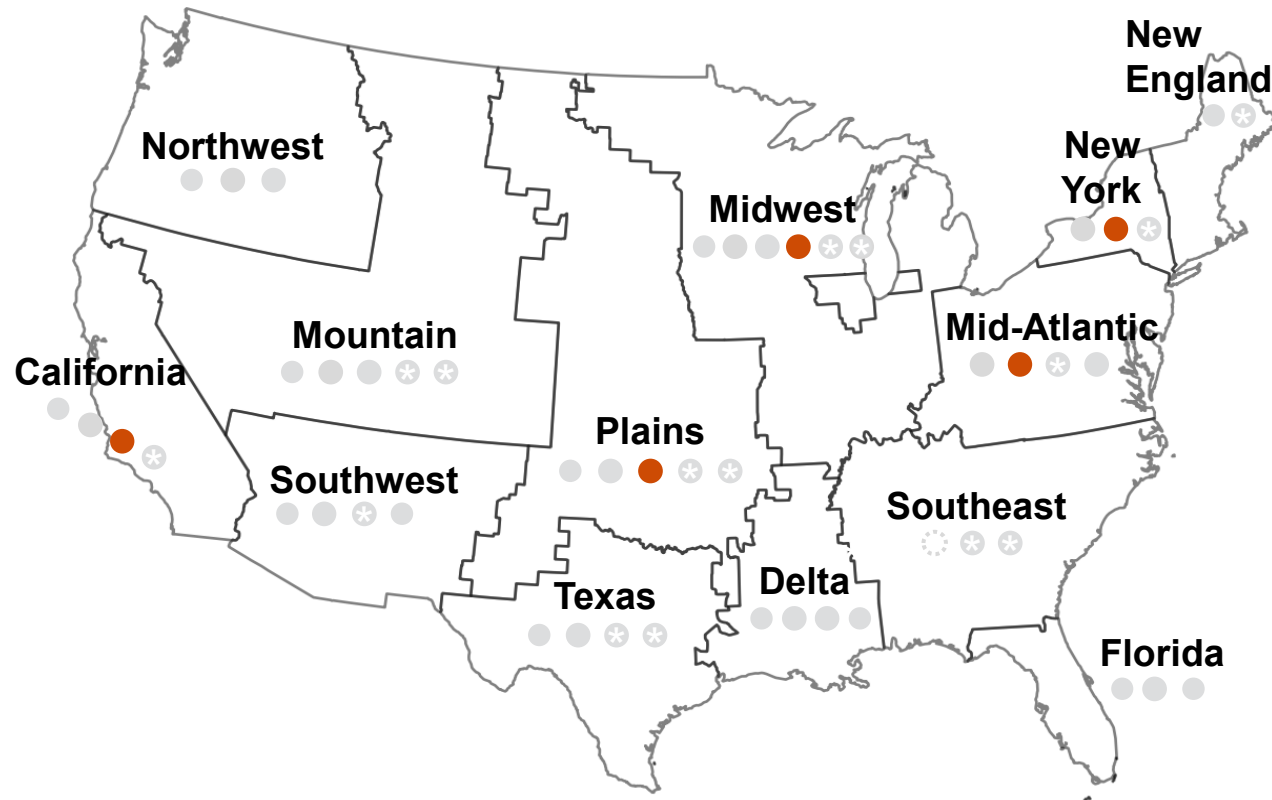 New
England
Northwest
New
York
Midwest
Mountain
Mid-Atlantic
California
Plains
Southwest
Southeast
Delta
Texas
Florida